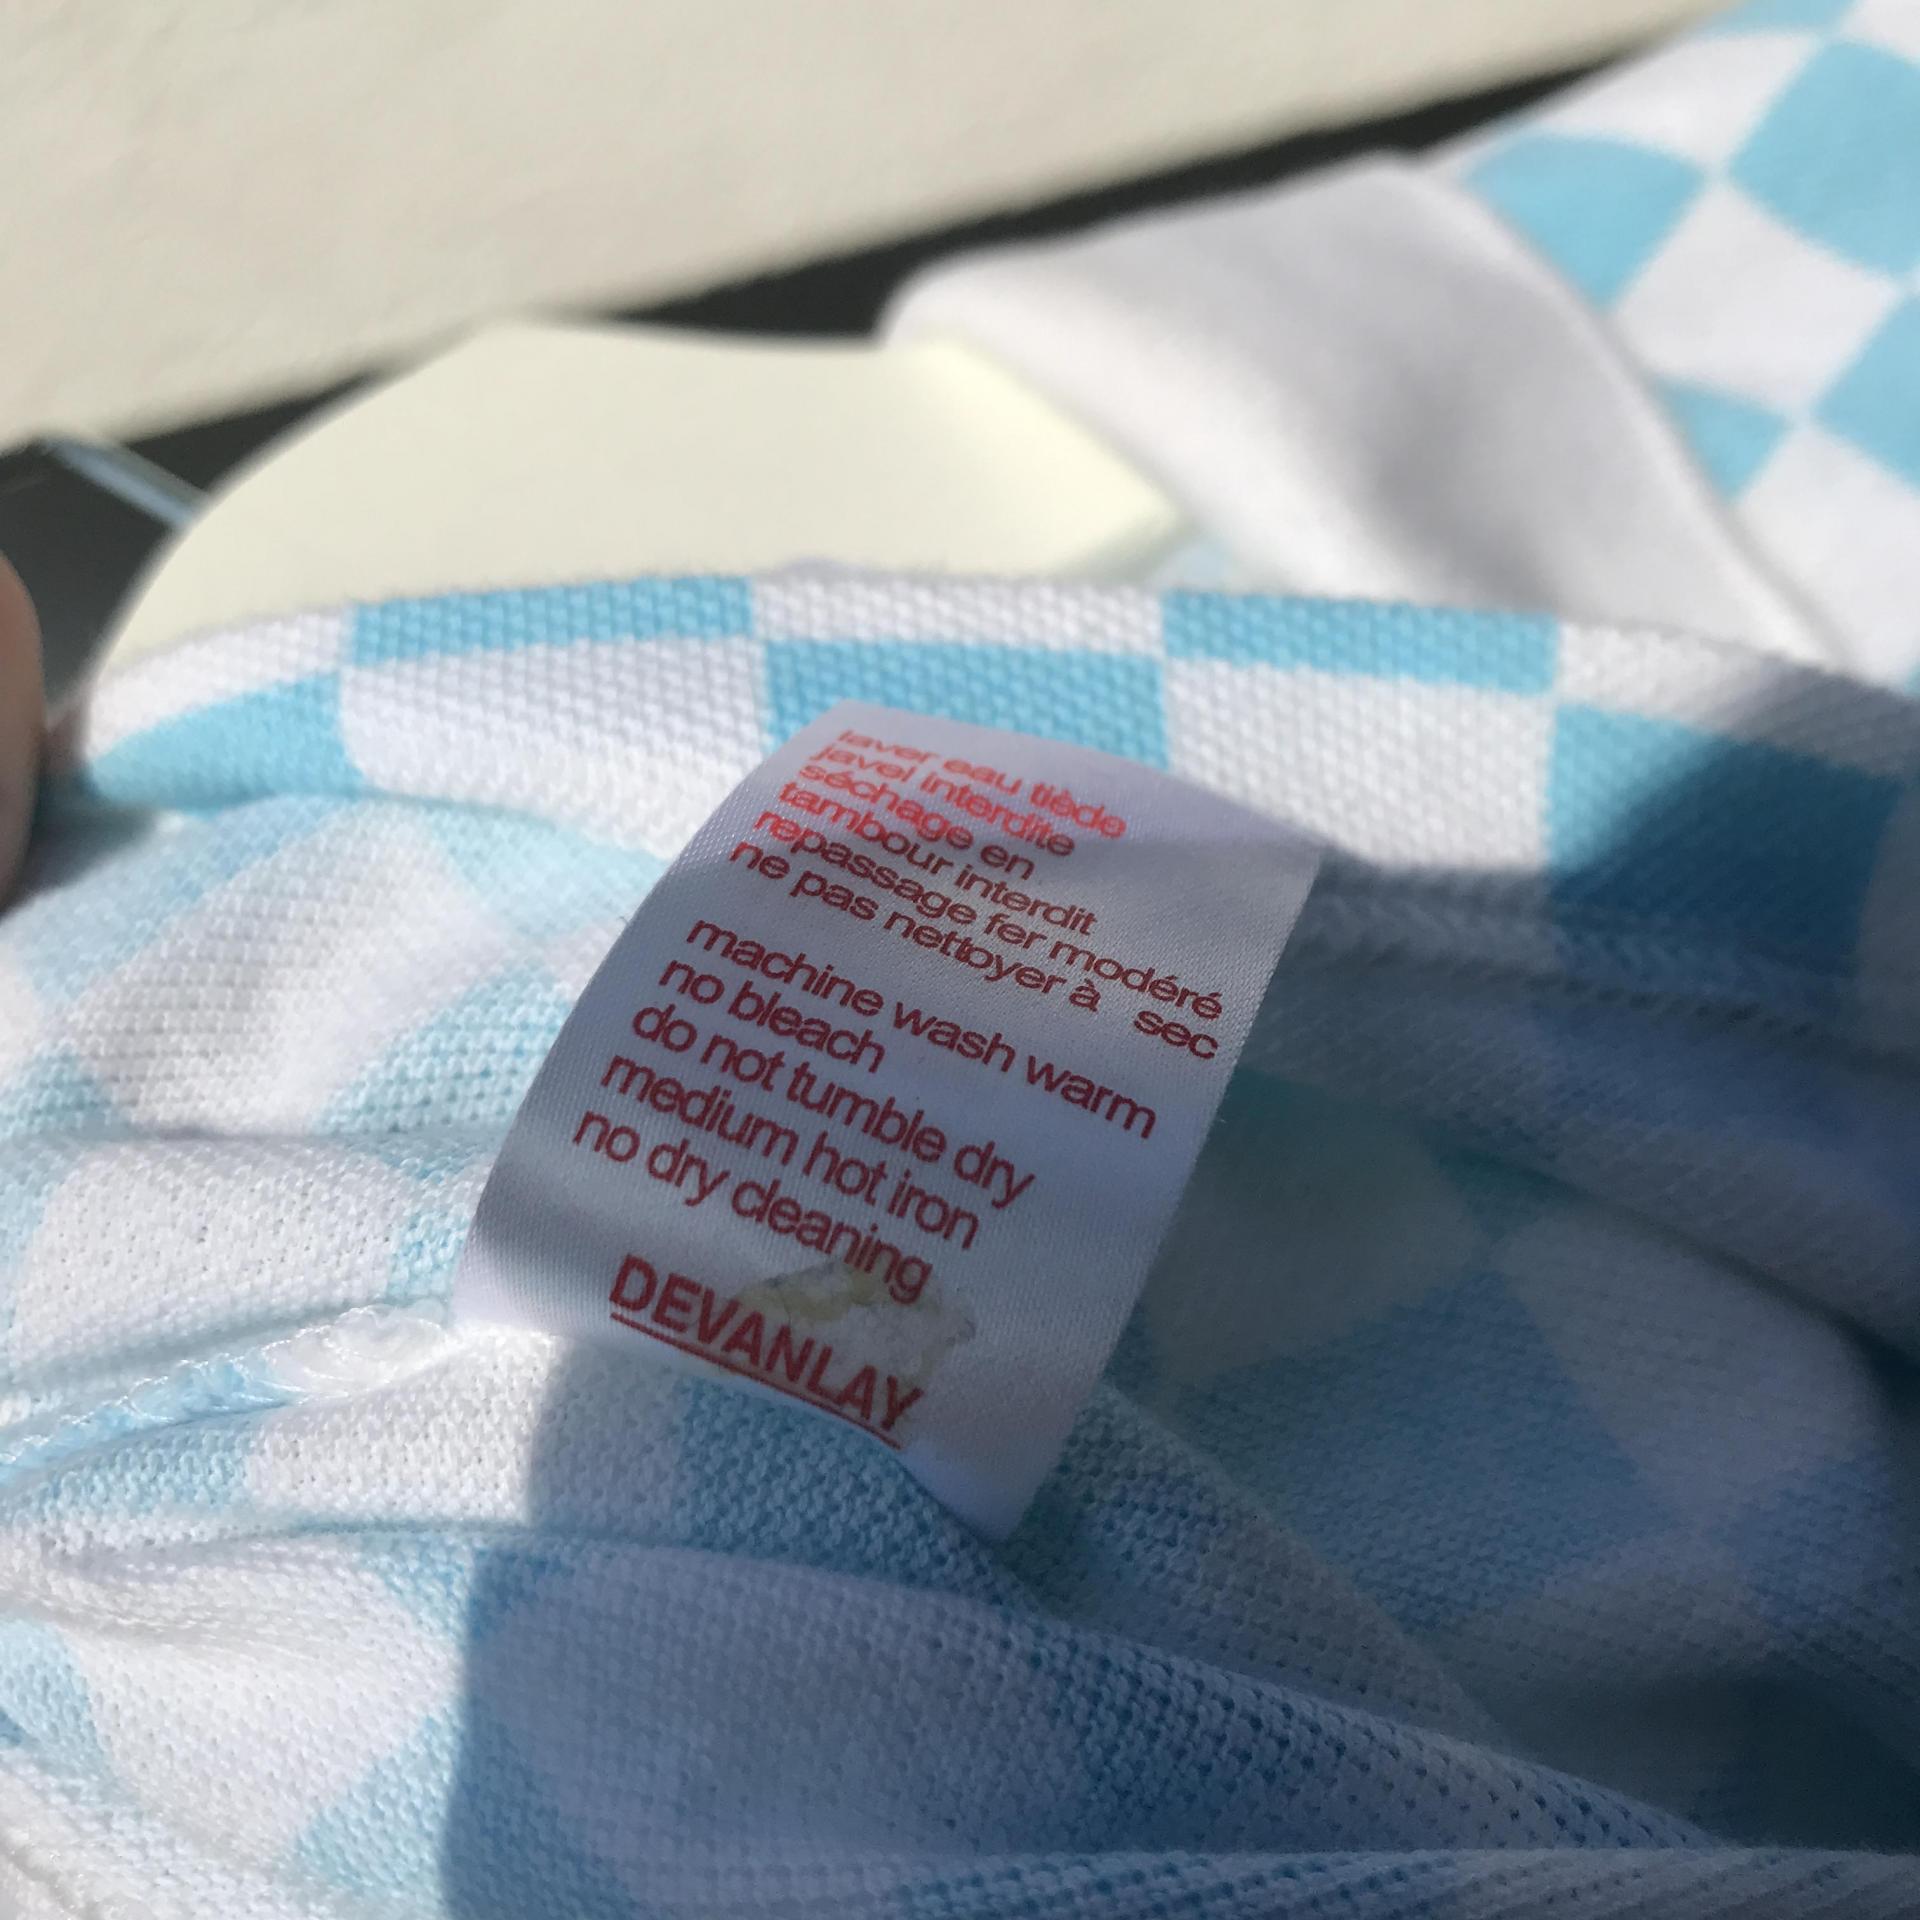 laver eau tiède
javel interdite
séchage en
tambour interdit
repassage fer modéré
ne pas nettoyer à sec
machine wash warm
no bleach
do not tumble dry
medium hot iron
no dry cleaning
DEVANLAY